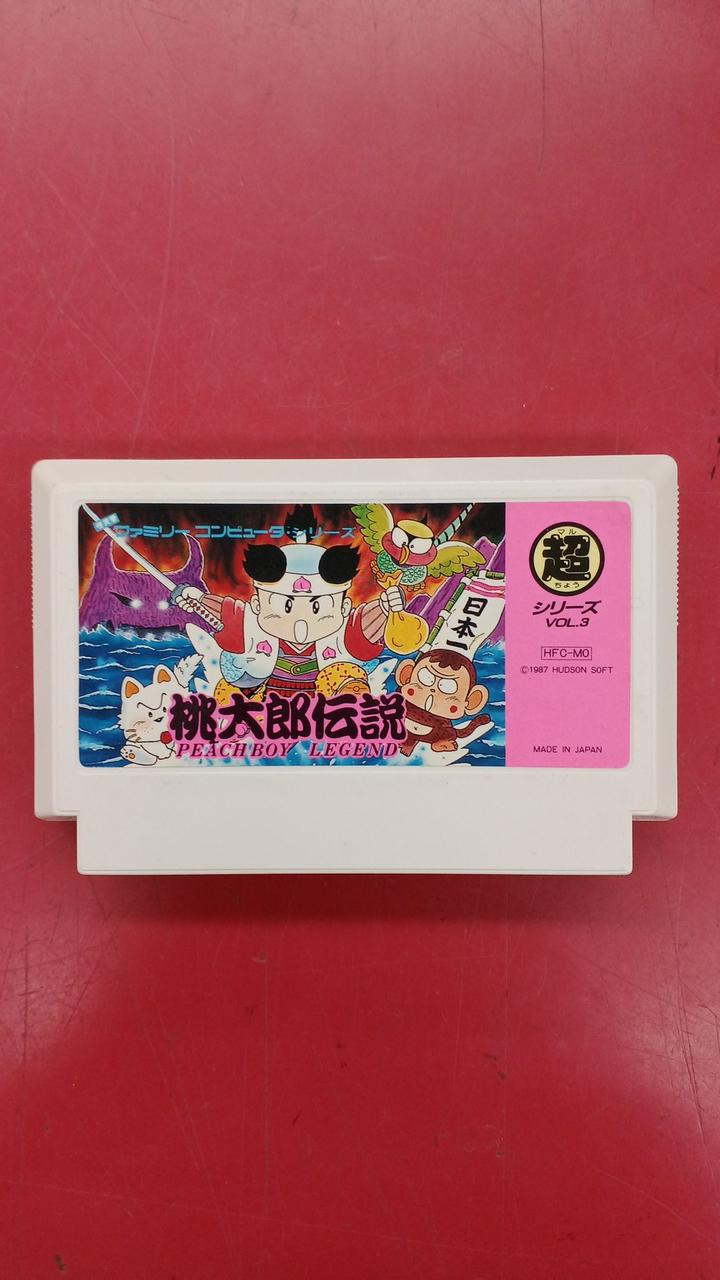 ファミリーコンピュータ・シリーズ
日本一
桃太郎伝説
PEACH BOY LEGEND
マル
超
ちょう
シリーズ
VOL.3
HFC-MO
©1987 HUDSON SOFT
MADE IN JAPAN